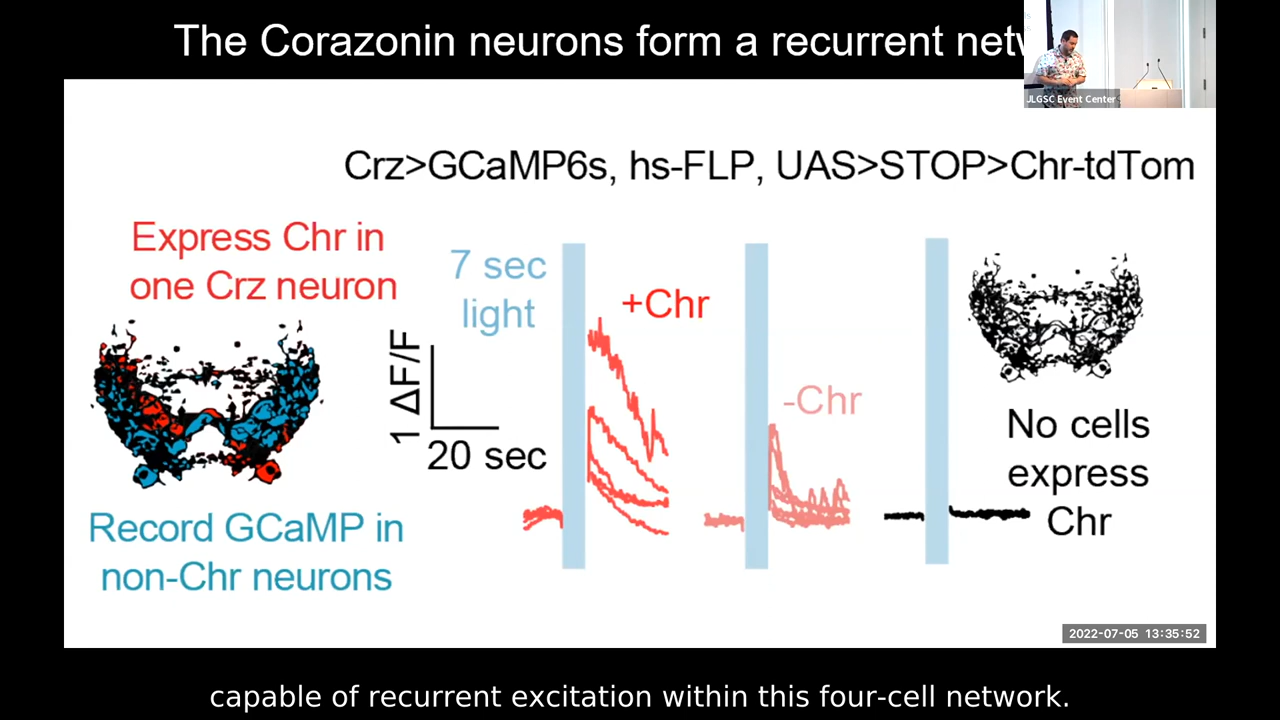 The Corazonin neurons form a recurrent
JLGSC Event Center
Crz>GCaMP6s, hs-FLP, UAS>STOP>Chr-tdTom
Express Chr in
one Crz neuron
Record GCaMP in
non-Chr neurons
1 ΔF/F
20 sec
7 sec
light
+Chr
-Chr
No cells
express
Chr
2022-07-05 13:35:52
capable of recurrent excitation within this four-cell network.